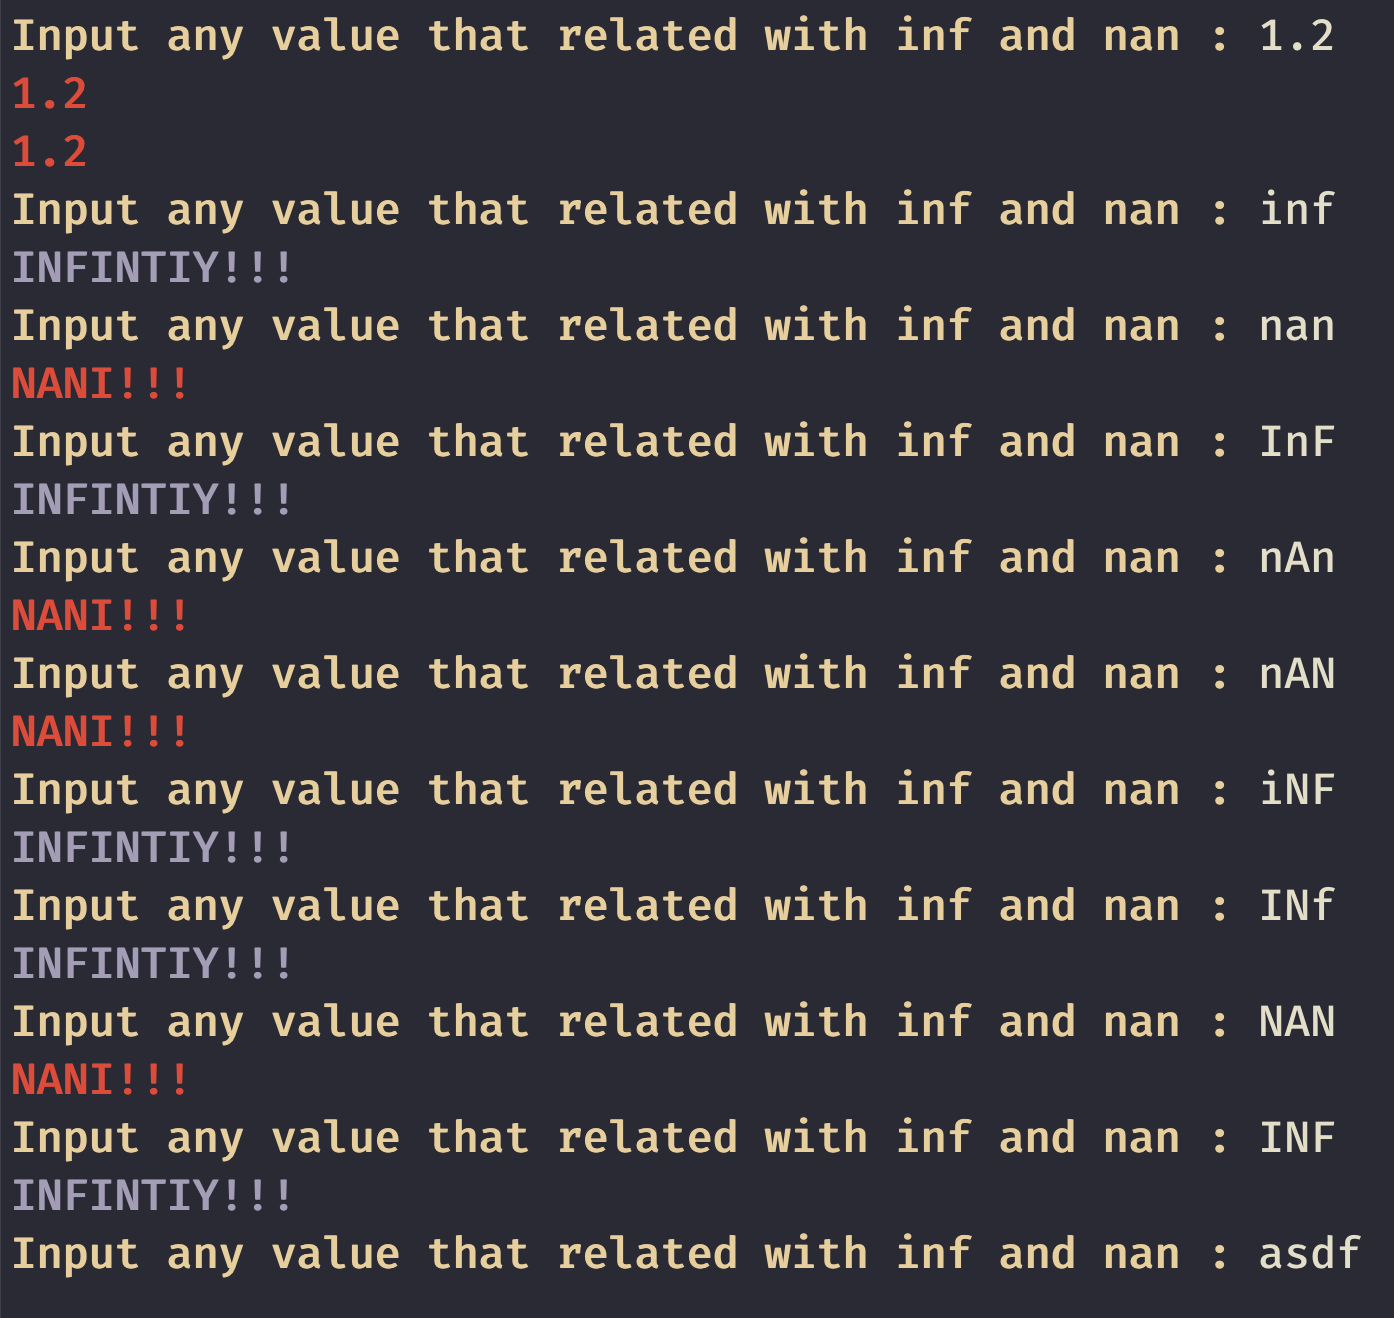 Input any value that related with inf and nan : 1.2
1.2
1.2
Input any value that related with inf and nan : inf
INFINTIY!!!
Input any value that related with inf and nan : nan
NANI!!!
Input any value that related with inf and nan : InF
INFINTIY!!!
Input any value that related with inf and nan : nAn
NANI!!!
Input any value that related with inf and nan : nAN
NANI!!!
Input any value that related with inf and nan : iNF
INFINTIY!!!
Input any value that related with inf and nan : INf
INFINTIY!!!
Input any value that related with inf and nan : NAN
NANI!!!
Input any value that related with inf and nan : INF
INFINTIY!!!
Input any value that related with inf and nan : asdf